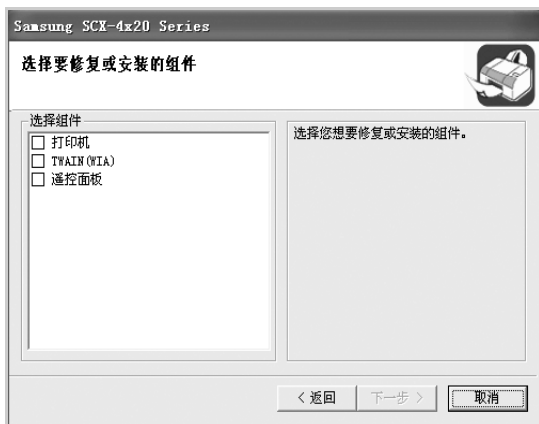 Samsung SCX-4x20 Series
选择要修复或安装的组件
选择组件
打印机
TWAIN(WIA)
遥控面板
选择您想要修复或安装的组件。
< 返回
下一步 >
取消